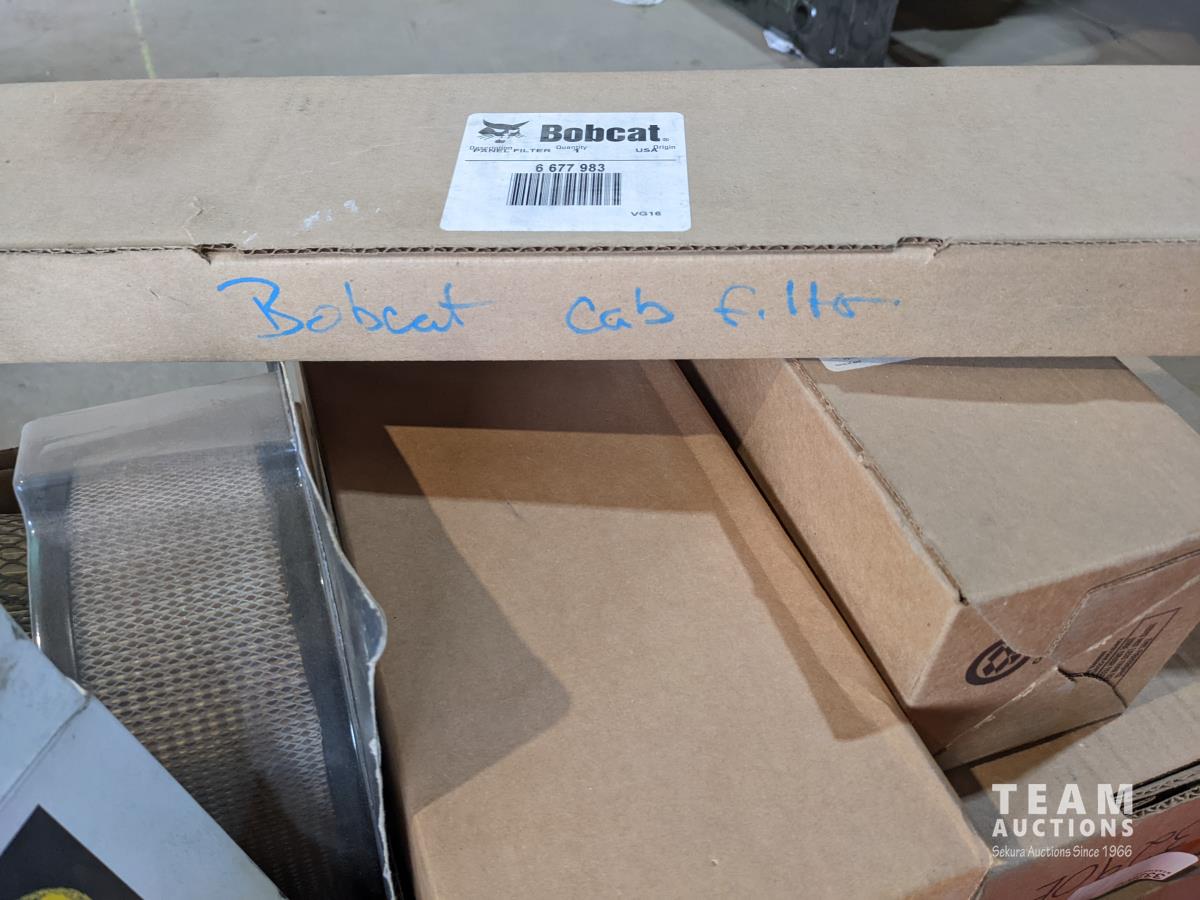 Bobcat®
Description Quantity Origin
PANEL FILTER 1 USA
6 677 983
VG16
Bobcat cab filter
TEAM
AUCTIONS
Sekura Auctions Since 1966